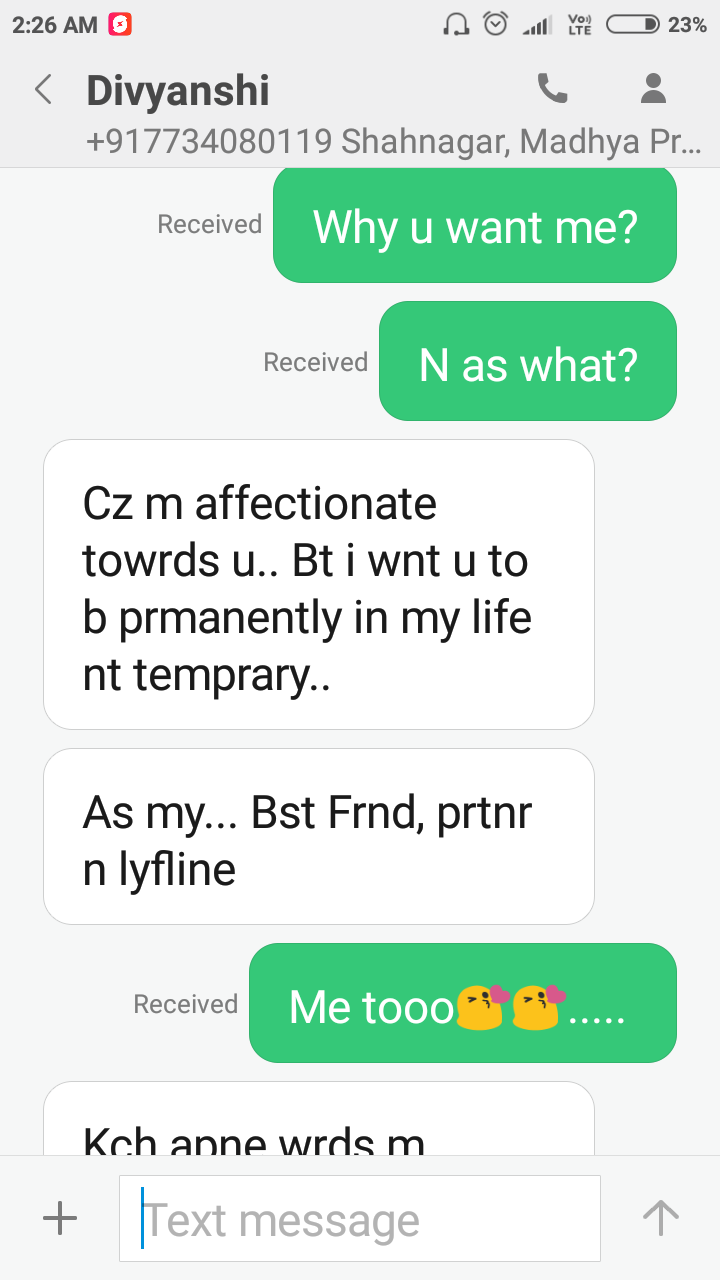 2:26 AM Vo)) LTE 23%
Divyanshi
+917734080119 Shahnagar, Madhya Pr...
Received Why u want me?
Received N as what?
Cz m affectionate
towrds u.. Bt i wnt u to
b prmanently in my life
nt temprary..
As my... Bst Frnd, prtnr
n lyfline
Received Me tooo😘😘.....
Kch apne wrds m
Text message